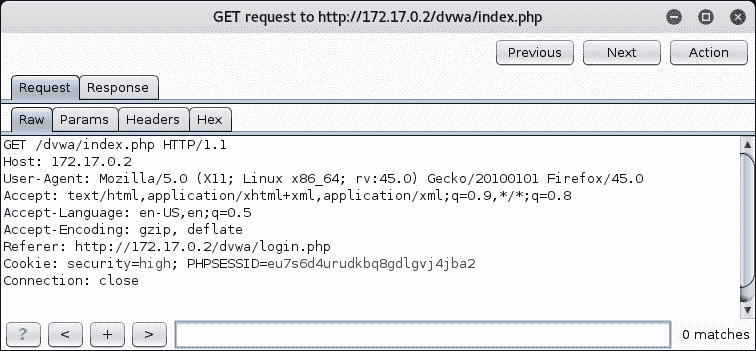 GET request to http://172.17.0.2/dvwa/index.php
Previous Next Action
Request Response
Raw Params Headers Hex
GET /dvwa/index.php HTTP/1.1
Host: 172.17.0.2
User-Agent: Mozilla/5.0 (X11; Linux x86_64; rv:45.0) Gecko/20100101 Firefox/45.0
Accept: text/html,application/xhtml+xml,application/xml;q=0.9,*/*;q=0.8
Accept-Language: en-US,en;q=0.5
Accept-Encoding: gzip, deflate
Referer: http://172.17.0.2/dvwa/login.php
Cookie: security=high; PHPSESSID=eu7s6d4urudkbq8gdlgvj4jba2
Connection: close
? < + > 0 matches